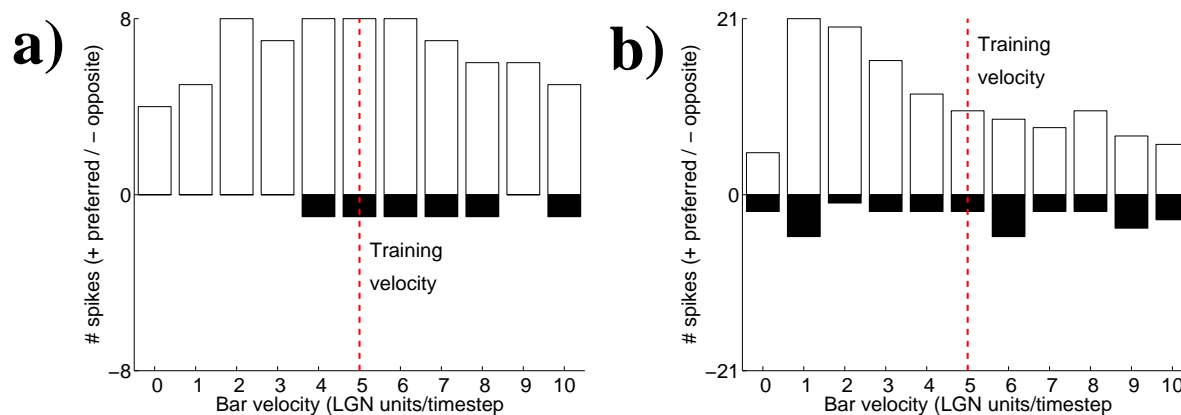 a)
# spikes (+ preferred / − opposite)
8
0
−8
Training
velocity
0 1 2 3 4 5 6 7 8 9 10
Bar velocity (LGN units/timestep
b)
# spikes (+ preferred / − opposite)
21
0
−21
Training
velocity
0 1 2 3 4 5 6 7 8 9 10
Bar velocity (LGN units/timestep